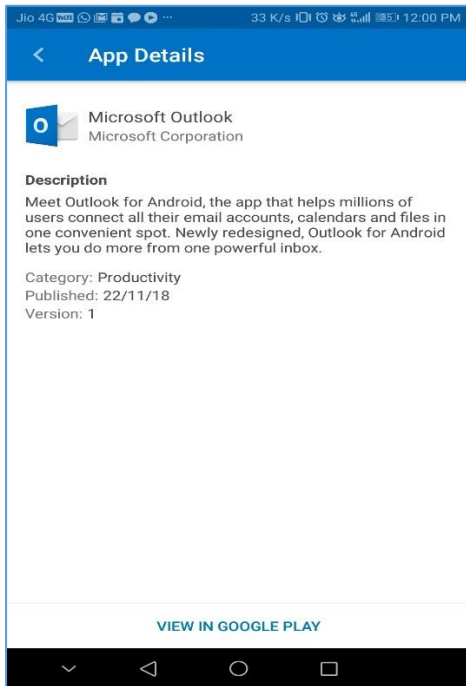 Jio 4G 33 K/s 12:00 PM
App Details
Microsoft Outlook
Microsoft Corporation
Description
Meet Outlook for Android, the app that helps millions of
users connect all their email accounts, calendars and files in
one convenient spot. Newly redesigned, Outlook for Android
lets you do more from one powerful inbox.
Category: Productivity
Published: 22/11/18
Version: 1
VIEW IN GOOGLE PLAY